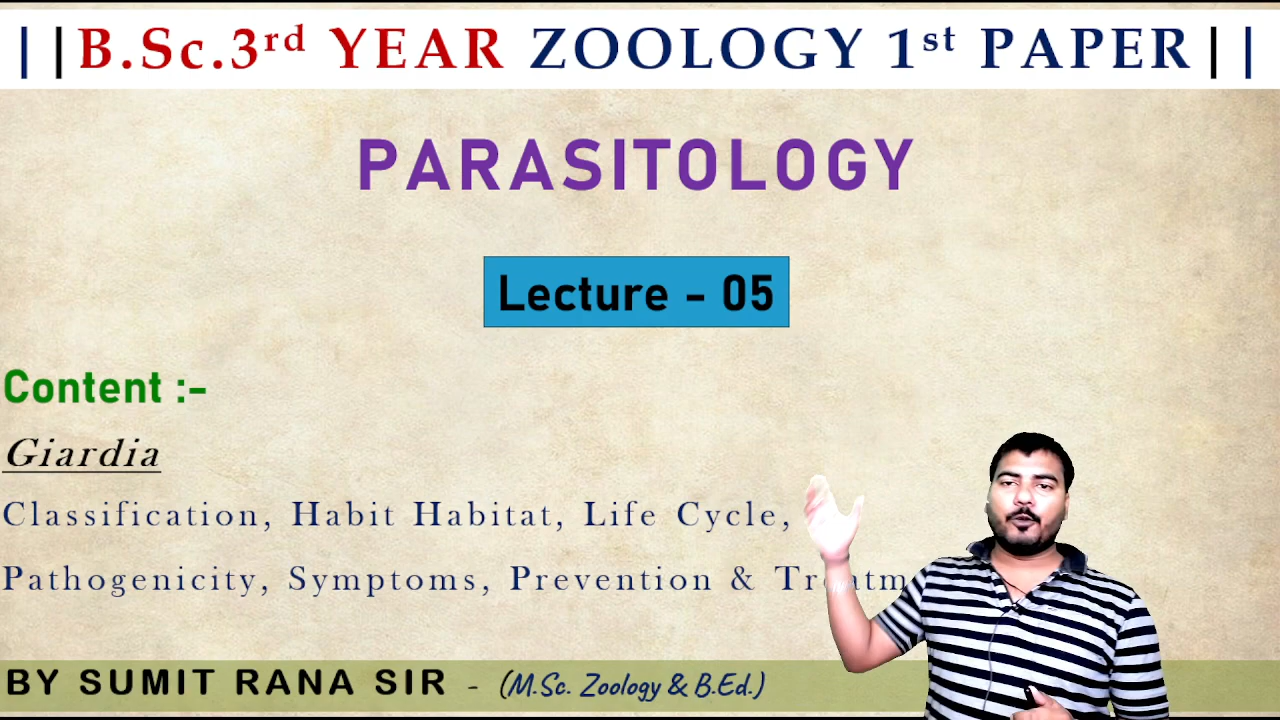 ||B.Sc.3rd YEAR ZOOLOGY 1st PAPER||
PARASITOLOGY
Lecture - 05
Content :-
Giardia
Classification, Habit Habitat, Life Cycle,
Pathogenicity, Symptoms, Prevention &
BY SUMIT RANA SIR - (M.Sc. Zoology & B.Ed.)